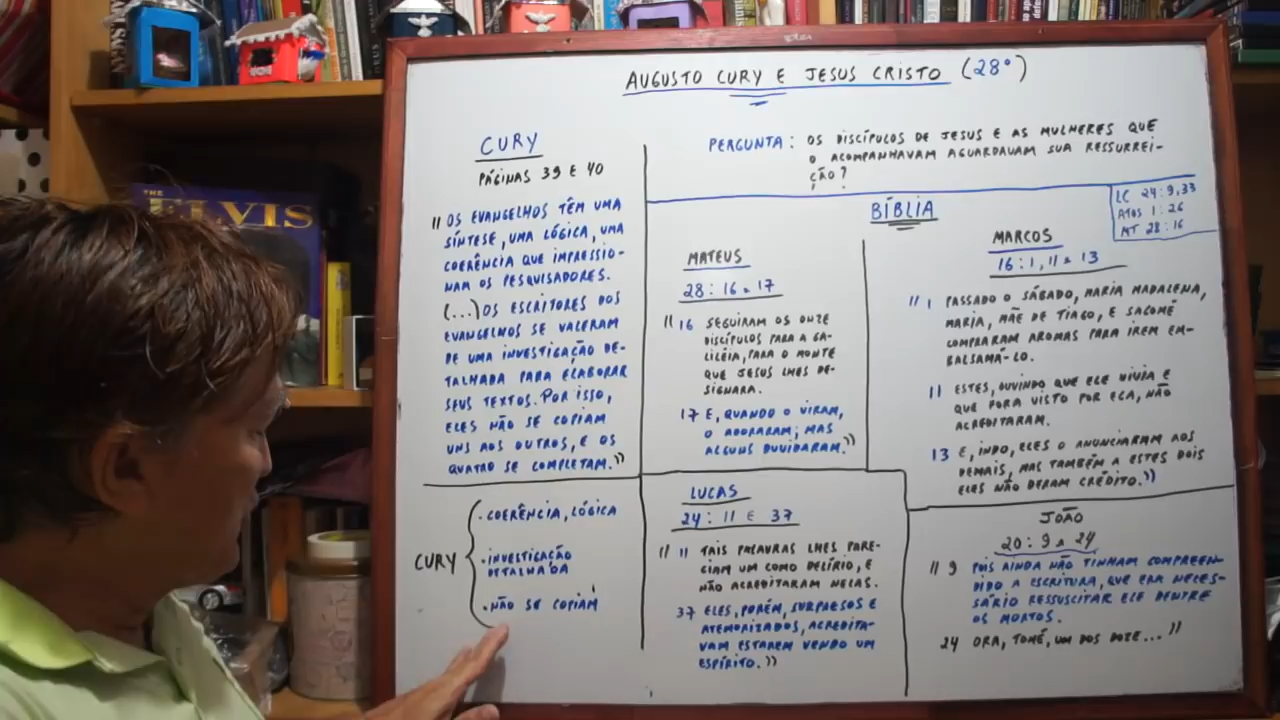 THE
ELVIS
AUGUSTO CURY E JESUS CRISTO (28º)
CURY
PÁGINAS 39 E 40
"OS EVANGELHOS TÊM UMA
SÍNTESE, UMA LÓGICA, UMA
COERÊNCIA QUE IMPRESSIO-
NAM OS PESQUISADORES.
(...) OS ESCRITORES DOS
EVANGELHOS SE VALERAM
DE UMA INVESTIGAÇÃO DE-
TALHADA PARA ELABORAR
SEUS TEXTOS. POR ISSO,
ELES NÃO SE COPIAM
UNS AOS OUTROS, E OS
QUATRO SE COMPLETAM."
CURY
• COERÊNCIA, LÓGICA
• INVESTIGAÇÃO
DETALHADA
• NÃO SE COPIAM
PERGUNTA: OS DISCÍPULOS DE JESUS E AS MULHERES QUE
O ACOMPANHAVAM AGUARDAVAM SUA RESSURREI-
ÇÃO?
BÍBLIA
LC 24:9,33
ATOS 1:26
MT 28:16
MATEUS
28:16 a 17
"16 SEGUIRAM OS ONZE
DISCÍPULOS PARA A GA-
LILÉIA, PARA O MONTE
QUE JESUS LHES DE-
SIGNARA.
17 E, QUANDO O VIRAM,
O ADORARAM; MAS
ALGUNS DUVIDARAM."
MARCOS
16:1, 11 a 13
"1 PASSADO O SÁBADO, MARIA MADALENA,
MARIA, MÃE DE TIAGO, E SALOMÉ
COMPRARAM AROMAS PARA IREM EM-
BALSAMÁ-LO.
11 ESTES, OUVINDO QUE ELE VIVIA E
QUE FORA VISTO POR ELA, NÃO
ACREDITARAM.
13 E, INDO, ELES O ANUNCIARAM AOS
DEMAIS, MAS TAMBÉM A ESTES DOIS
ELES NÃO DERAM CRÉDITO."
LUCAS
24:11 E 37
"11 TAIS PALAVRAS LHES PARE-
CIAM UM COMO DELÍRIO, E
NÃO ACREDITARAM NELAS.
37 ELES, PORÉM, SURPRESOS E
ATEMORIZADOS, ACREDITA-
VAM ESTAREM VENDO UM
ESPÍRITO."
JOÃO
20:9 a 24
"9 POIS AINDA NÃO TINHAM COMPREEN-
DIDO A ESCRITURA, QUE ERA NECES-
SÁRIO RESSUSCITAR ELE DENTRE
OS MORTOS.
24 ORA, TOMÉ, UM DOS DOZE..."